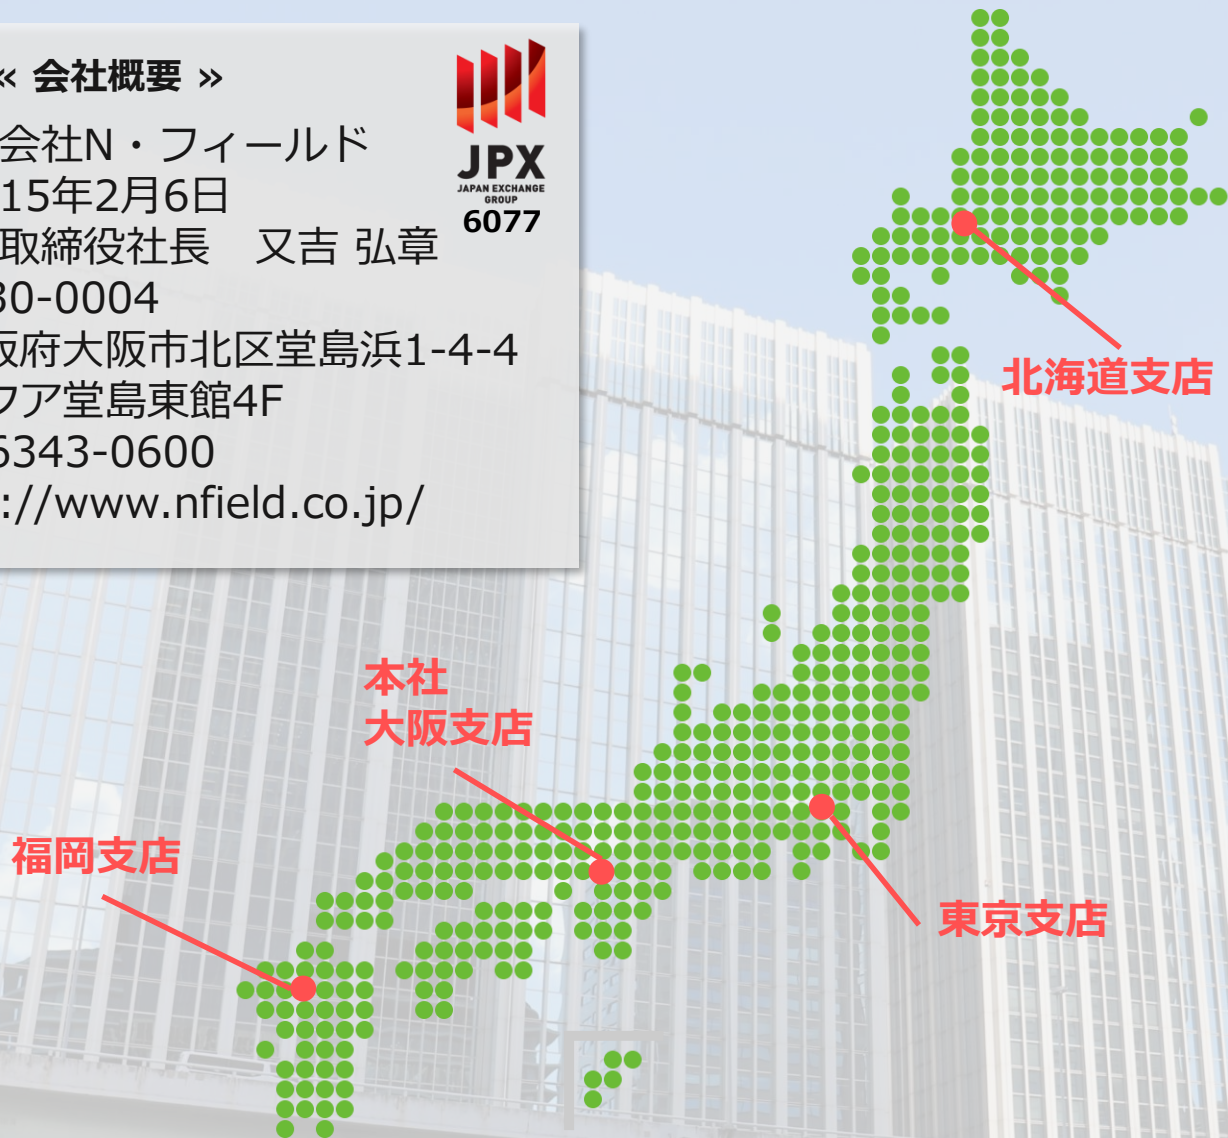 « 会社概要 »
会社N・フィールド
15年2月6日
取締役社長　又吉 弘章
30-0004
阪府大阪市北区堂島浜1-4-4
クア堂島東館4F
6343-0600
://www.nfield.co.jp/
JPX
JAPAN EXCHANGE
GROUP
6077
北海道支店
本社
大阪支店
福岡支店
東京支店